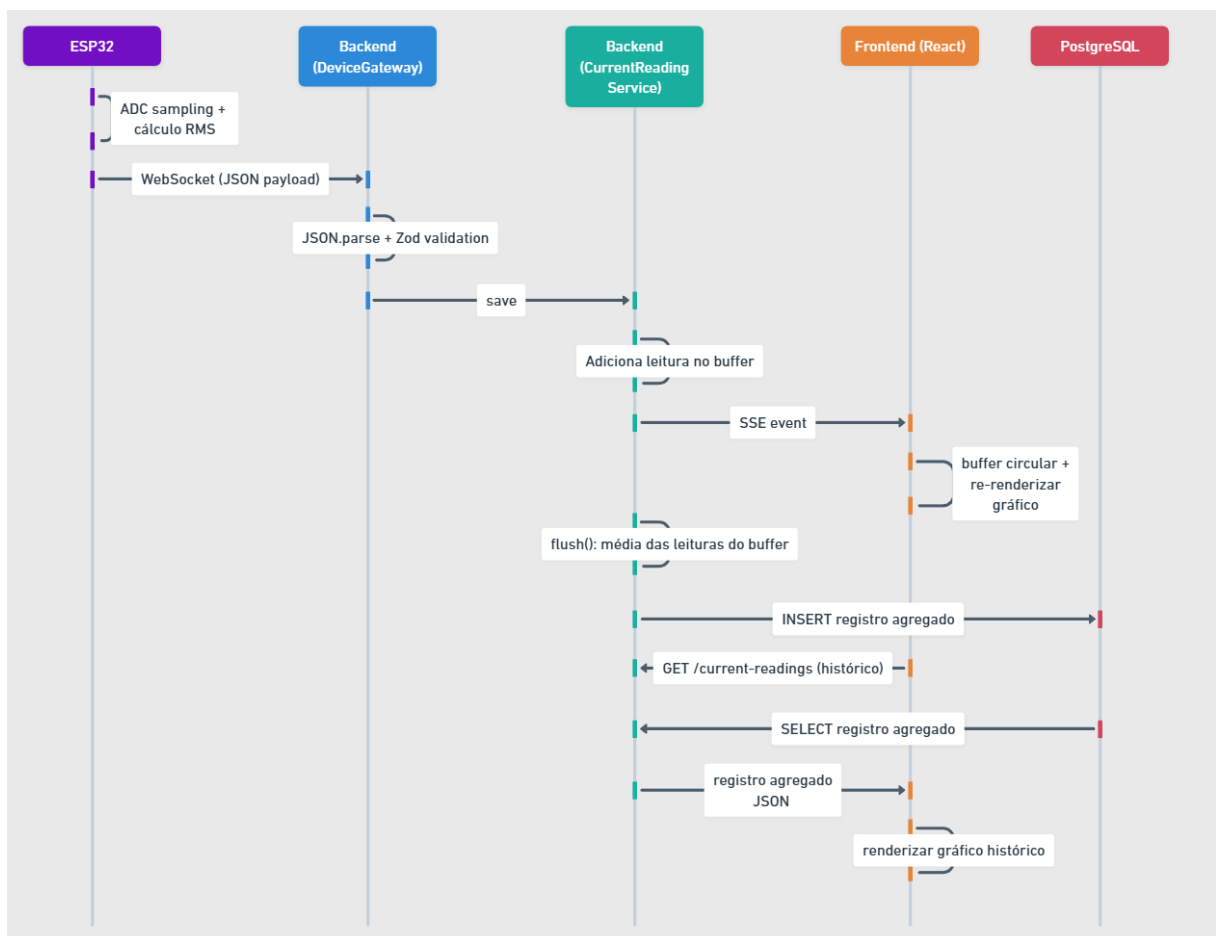 ESP32
Backend
(DeviceGateway)
Backend
(CurrentReading
Service)
Frontend (React)
PostgreSQL
ADC sampling +
cálculo RMS
WebSocket (JSON payload)
JSON.parse + Zod validation
save
Adiciona leitura no buffer
SSE event
buffer circular +
re-renderizar
gráfico
flush(): média das leituras do buffer
INSERT registro agregado
GET /current-readings (histórico)
SELECT registro agregado
registro agregado
JSON
renderizar gráfico histórico